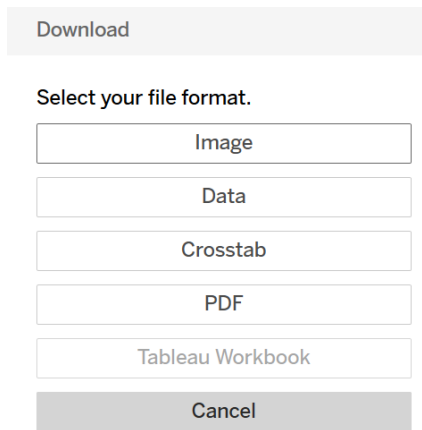 Download
Select your file format.
Image
Data
Crosstab
PDF
Tableau Workbook
Cancel